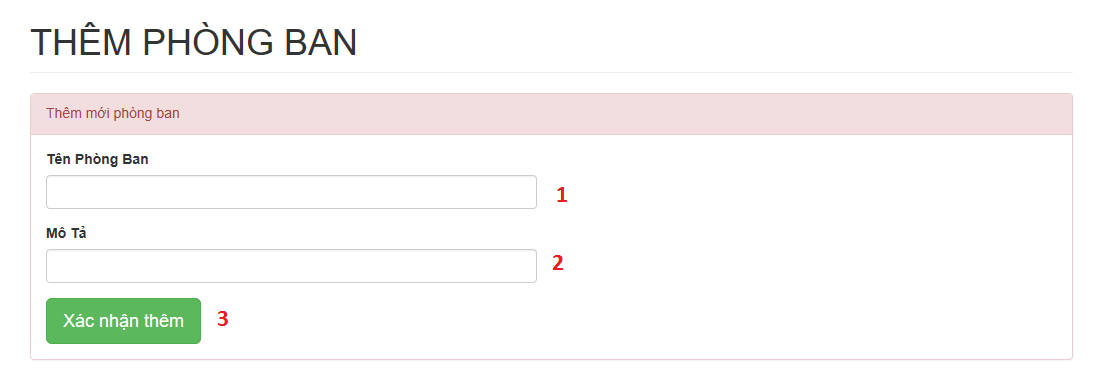 THÊM PHÒNG BAN
Thêm mới phòng ban
Tên Phòng Ban
1
Mô Tả
2
Xác nhận thêm 3